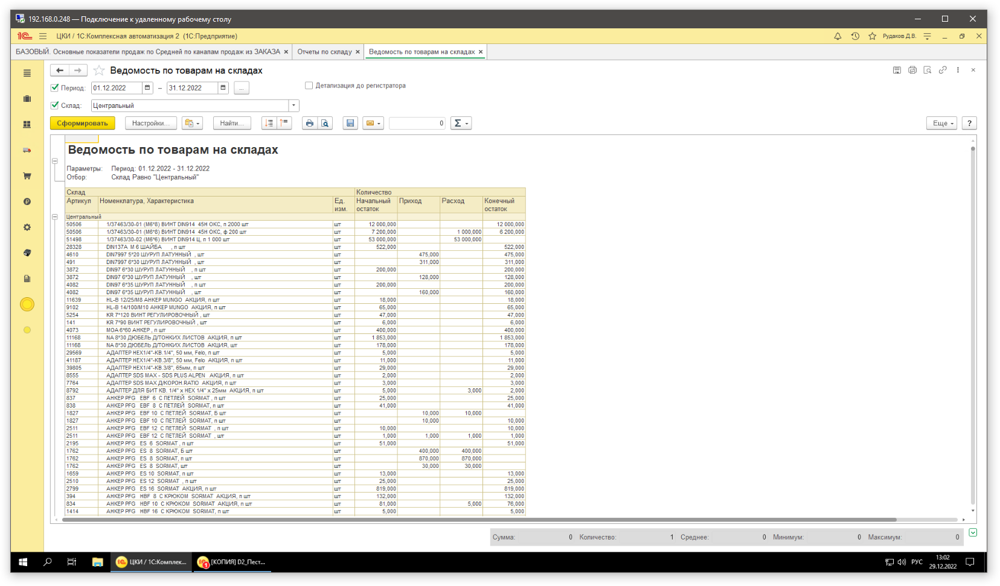 192.168.0.248 — Подключение к удаленному рабочему столу
ЦКИ / 1С:Комплексная автоматизация 2 (1С:Предприятие)
Рудаков Д.В.
БАЗОВЫЙ. Основные показатели продаж по Средней по каналам продаж из ЗАКАЗА × Отчеты по складу × Ведомость по товарам на складах ×
Ведомость по товарам на складах
Период: 01.12.2022 – 31.12.2022 ... Детализация до регистратора
Склад: Центральный
Сформировать Настройки... Найти... 0 Σ Еще ?
Ведомость по товарам на складах
Параметры: Период: 01.12.2022 - 31.12.2022
Отбор: Склад Равно "Центральный"
Склад Количество
Артикул Номенклатура, Характеристика Ед. изм. Начальный остаток Приход Расход Конечный остаток
Центральный
50506 1/37463/30-01 (М6*8) ВИНТ DIN914 45Н ОКС, п 2000 шт шт 12 000,000 12 000,000
50506 1/37463/30-01 (М6*8) ВИНТ DIN914 45Н ОКС, ф 200 шт шт 7 200,000 1 000,000 6 200,000
51498 1/37463/30-02 (М6*6) ВИНТ DIN914 Ц, п 1 000 шт шт 53 000,000 53 000,000
28328 DIN137A М 6 ШАЙБА , п шт шт 522,000 522,000
4610 DIN7997 5*20 ШУРУП ЛАТУННЫЙ , шт шт 475,000 475,000
491 DIN7997 6*30 ШУРУП ЛАТУННЫЙ , шт шт 311,000 311,000
3872 DIN97 6*30 ШУРУП ЛАТУННЫЙ , п шт шт 200,000 200,000
3872 DIN97 6*30 ШУРУП ЛАТУННЫЙ , шт шт 128,000 128,000
4082 DIN97 6*35 ШУРУП ЛАТУННЫЙ , п шт шт 200,000 200,000
4082 DIN97 6*35 ШУРУП ЛАТУННЫЙ , шт шт 160,000 160,000
11639 HL-B 12/25/М8 АНКЕР MUNGO АКЦИЯ, п шт шт 18,000 18,000
9102 HL-B 14/100/М10 АНКЕР MUNGO АКЦИЯ, п шт шт 65,000 65,000
5254 KR 7*120 ВИНТ РЕГУЛИРОВОЧНЫЙ , шт шт 47,000 47,000
141 KR 7*90 ВИНТ РЕГУЛИРОВОЧНЫЙ , шт шт 6,000 6,000
4073 MOA 6*60 АНКЕР , п шт шт 400,000 400,000
11168 NA 8*30 ДЮБЕЛЬ Д/ТОНКИХ ЛИСТОВ АКЦИЯ, п шт шт 1 853,000 1 853,000
11168 NA 8*30 ДЮБЕЛЬ Д/ТОНКИХ ЛИСТОВ АКЦИЯ, шт шт 178,000 178,000
29569 АДАПТЕР HEX1/4"-КВ.1/4", 50 мм, Felo, п шт шт 5,000 5,000
41187 АДАПТЕР HEX1/4"-КВ.3/8", 50 мм, Felo АКЦИЯ, п шт шт 11,000 11,000
39805 АДАПТЕР HEX1/4"-КВ.3/8", 65мм, п шт шт 29,000 29,000
8555 АДАПТЕР SDS MAX - SDS PLUS ALPEN АКЦИЯ, п шт шт 2,000 2,000
7764 АДАПТЕР SDS MAX Д/КОРОН.RATIO АКЦИЯ, п шт шт 3,000 3,000
8792 АДАПТЕР ДЛЯ БИТ КВ. 1/4" х HEX 1/4" х 25мм АКЦИЯ, п шт шт 5,000 3,000 2,000
837 АНКЕР PFG EBF 6 С ПЕТЛЕЙ SORMAT , п шт шт 25,000 25,000
838 АНКЕР PFG EBF 8 С ПЕТЛЕЙ SORMAT, п шт шт 41,000 41,000
1827 АНКЕР PFG EBF 10 С ПЕТЛЕЙ SORMAT, Б шт шт 10,000 10,000
1827 АНКЕР PFG EBF 10 С ПЕТЛЕЙ SORMAT, п шт шт 10,000 10,000
2511 АНКЕР PFG EBF 12 С ПЕТЛЕЙ SORMAT , п шт шт 10,000 10,000
2511 АНКЕР PFG EBF 12 С ПЕТЛЕЙ SORMAT , шт шт 1,000 1,000 1,000 1,000
2195 АНКЕР PFG ES 6 SORMAT , п шт шт 51,000 51,000
1762 АНКЕР PFG ES 8 SORMAT, Б шт шт 400,000 400,000
1762 АНКЕР PFG ES 8 SORMAT, п шт шт 870,000 870,000
1762 АНКЕР PFG ES 8 SORMAT, шт шт 30,000 30,000
1659 АНКЕР PFG ES 10 SORMAT, п шт шт 13,000 13,000
2510 АНКЕР PFG ES 12 SORMAT , п шт шт 25,000 25,000
2799 АНКЕР PFG ES 16 SORMAT АКЦИЯ, п шт шт 819,000 819,000
394 АНКЕР PFG HBF 8 С КРЮКОМ SORMAT АКЦИЯ, п шт шт 132,000 132,000
834 АНКЕР PFG HBF 10 С КРЮКОМ SORMAT АКЦИЯ, п шт шт 81,000 5,000 76,000
1414 АНКЕР PFG HBF 16 С КРЮКОМ SORMAT, п шт шт 5,000 5,000
Сумма: 0 Количество: 1 Среднее: 0 Минимум: 0 Максимум: 0
ЦКИ / 1С:Комплек... [КОПИЯ] D2_Пест... РУС 13:02
29.12.2022